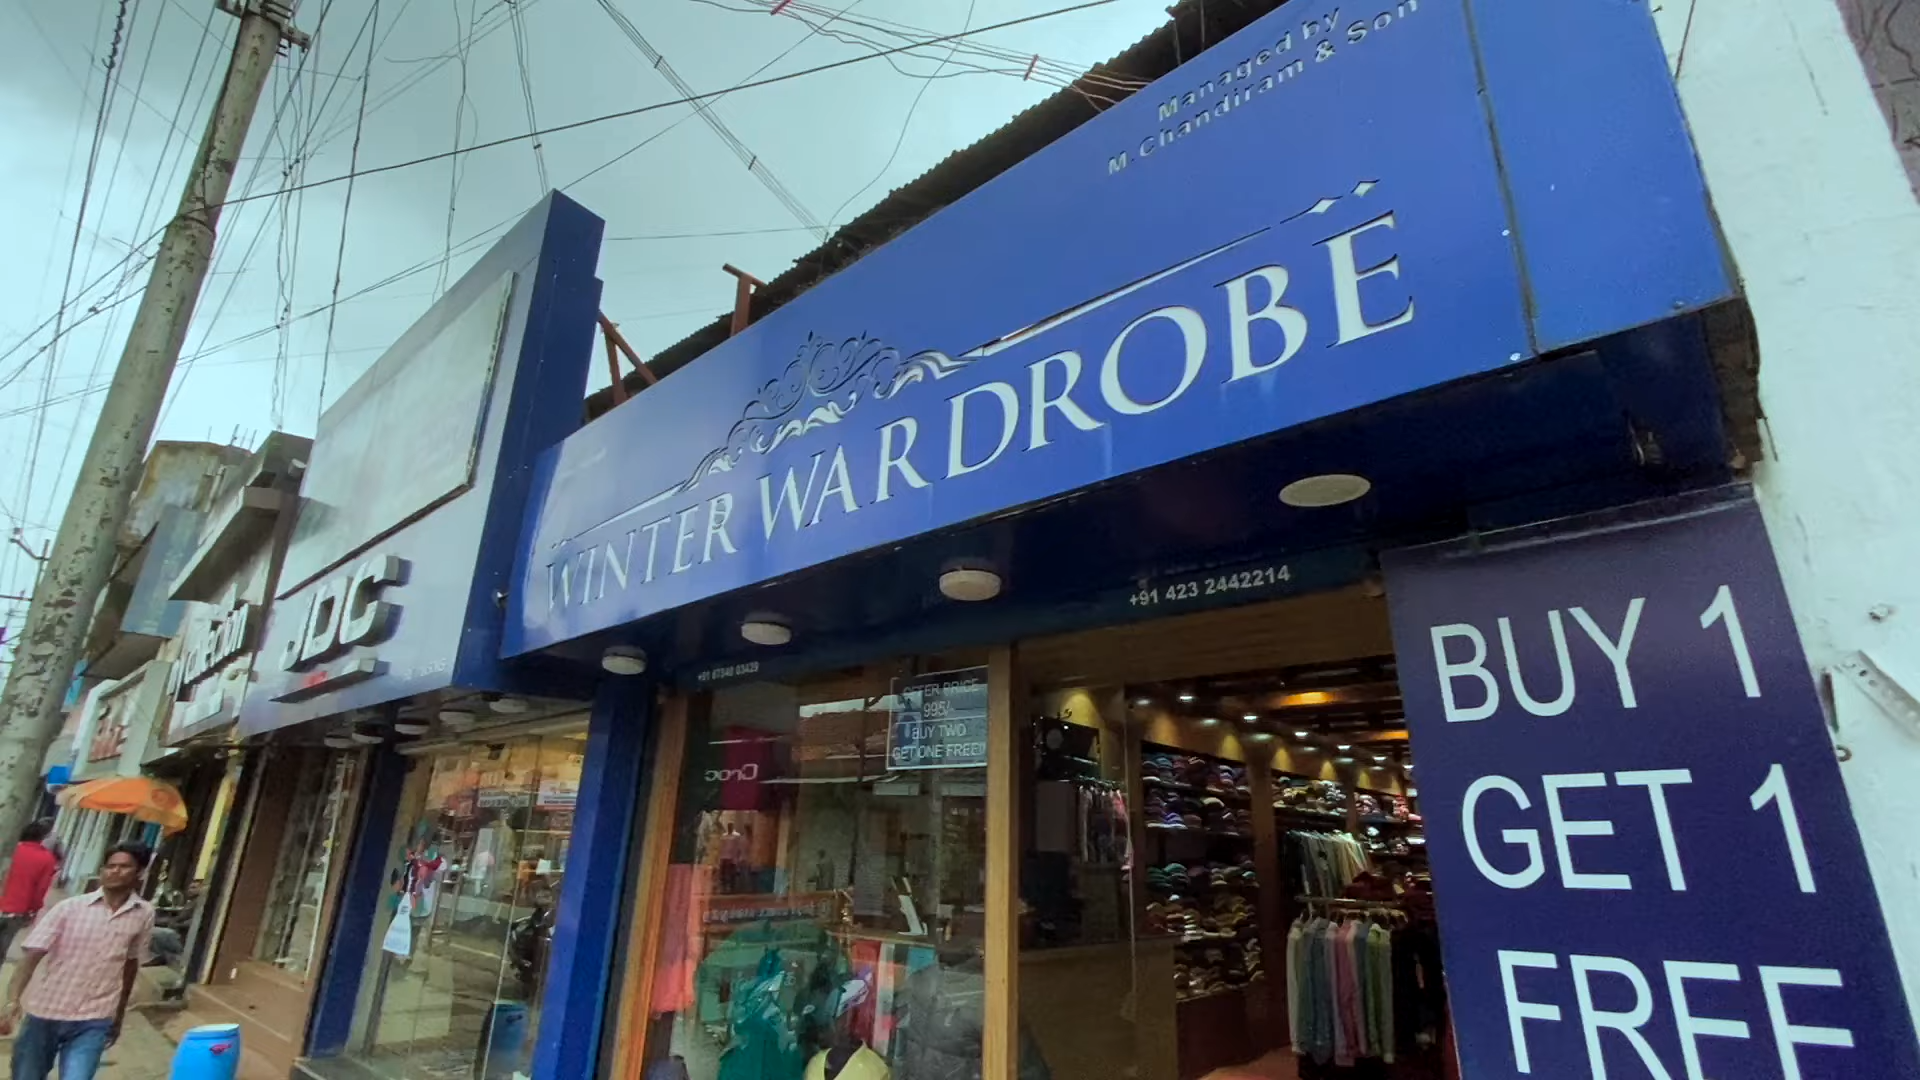 Managed by
M.Chandiram & Son
WINTER WARDROBE
JDC
+91 423 2442214
OFFER PRICE
995/-
BUY TWO
GET ONE FREE!!
Croc
BUY 1
GET 1
FREE